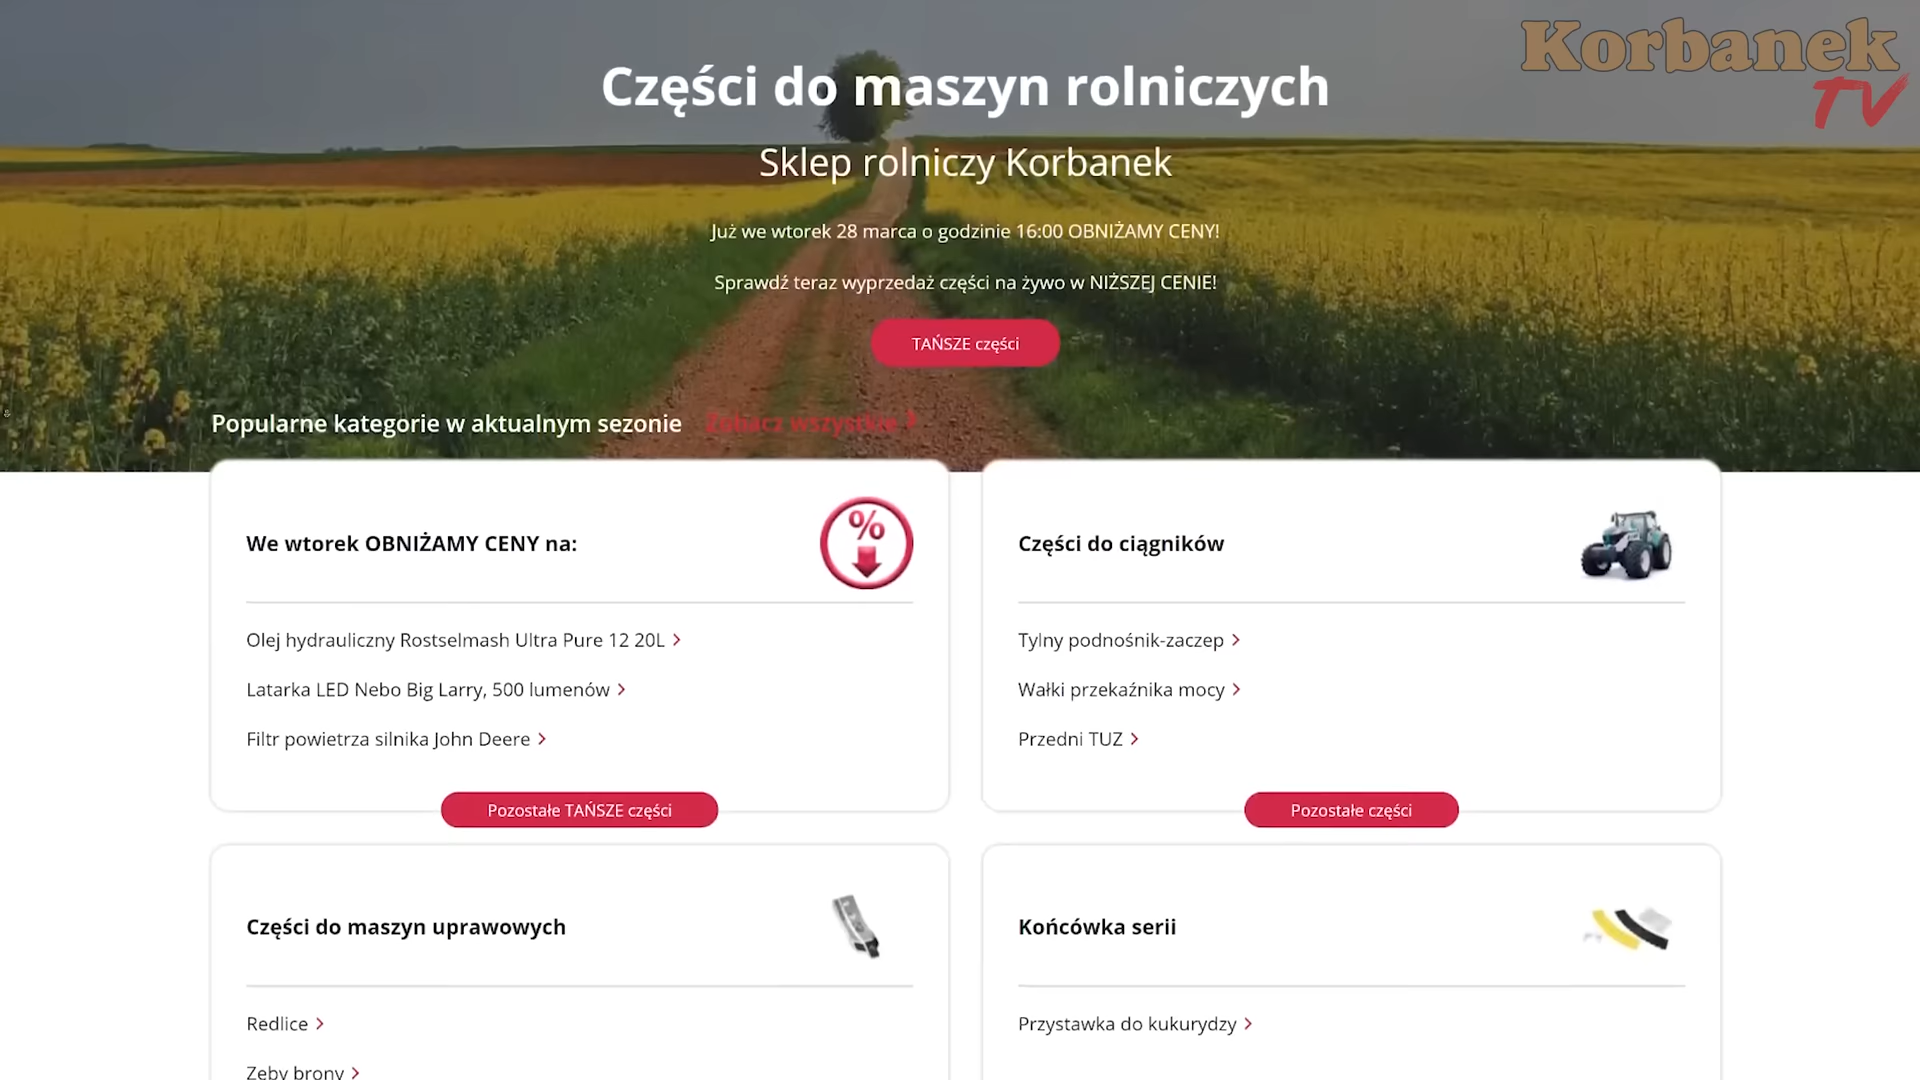 Korbanek
TV
Części do maszyn rolniczych
Sklep rolniczy Korbanek
Już we wtorek 28 marca o godzinie 16:00 OBNIŻAMY CENY!
Sprawdź teraz wyprzedaż części na żywo w NIŻSZEJ CENIE!
TAŃSZE części
Popularne kategorie w aktualnym sezonie Zobacz wszystkie
We wtorek OBNIŻAMY CENY na:
%
Olej hydrauliczny Rostselmash Ultra Pure 12 20L
Latarka LED Nebo Big Larry, 500 lumenów
Filtr powietrza silnika John Deere
Pozostałe TAŃSZE części
Części do ciągników
Tylny podnośnik-zaczep
Wałki przekaźnika mocy
Przedni TUZ
Pozostałe części
Części do maszyn uprawowych
Redlice
Zęby brony
Końcówka serii
Przystawka do kukurydzy